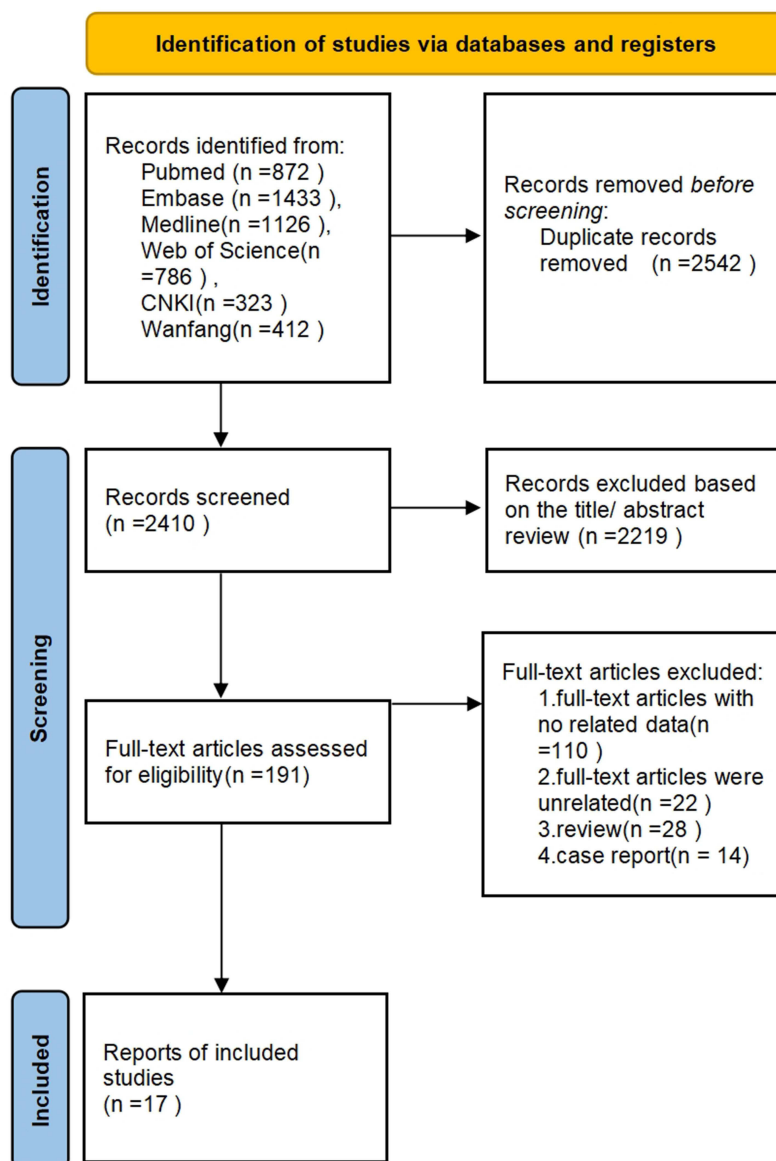 Identification of studies via databases and registers
Identification
Records identified from:
Pubmed (n =872 )
Embase (n =1433 ),
Medline(n =1126 ),
Web of Science(n
=786 ) ,
CNKI(n =323 )
Wanfang(n =412 )
Records removed before
screening:
Duplicate records
removed (n =2542 )
Screening
Records screened
(n =2410 )
Records excluded based
on the title/ abstract
review (n =2219 )
Full-text articles assessed
for eligibility(n =191)
Full-text articles excluded:
1.full-text articles with
no related data(n
=110 )
2.full-text articles were
unrelated(n =22 )
3.review(n =28 )
4.case report(n = 14)
Included
Reports of included
studies
(n =17 )